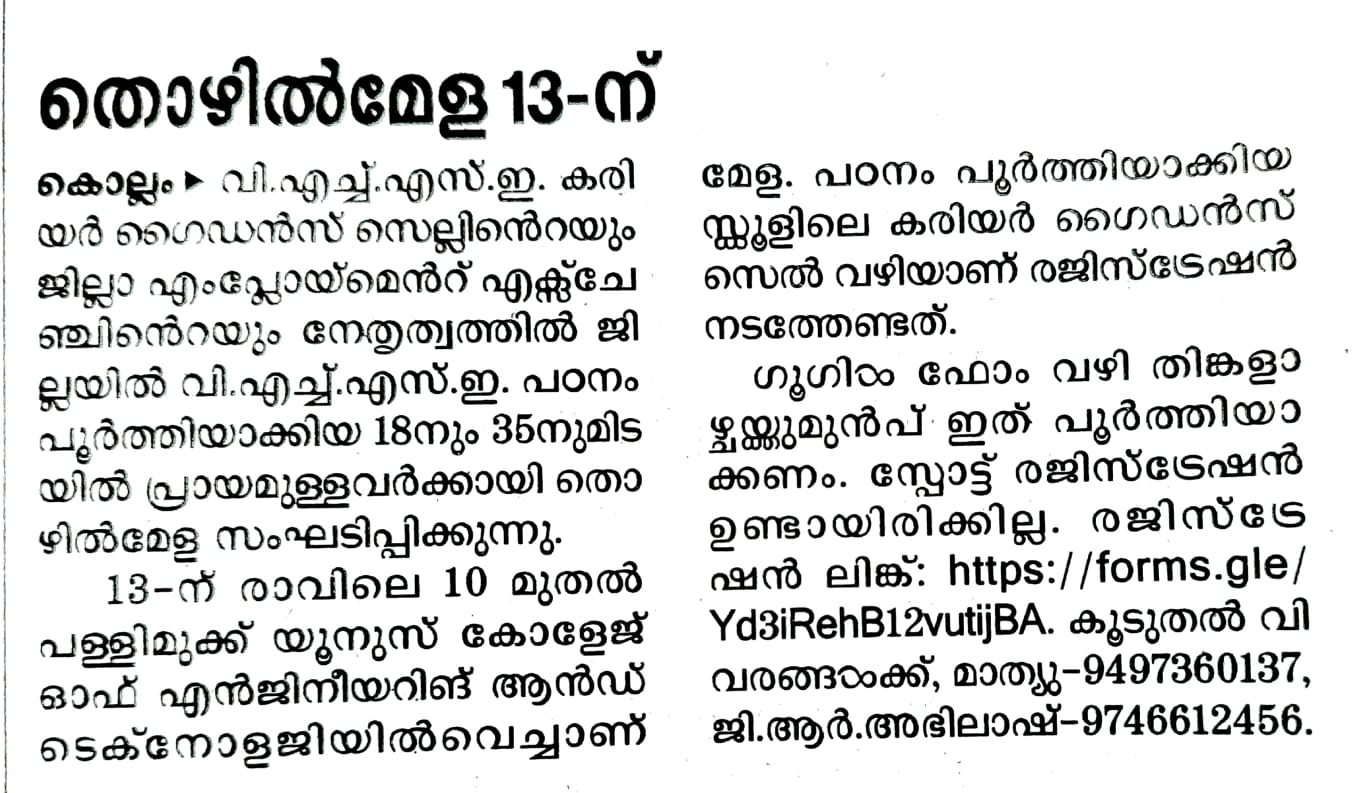 തൊഴിൽമേള 13-ന്
കൊല്ലം ▸ വി.എച്ച്.എസ്.ഇ. കരി
യർ ഗൈഡൻസ് സെല്ലിൻെറയും
ജില്ലാ എംപ്ലോയ്മെൻറ് എക്സ്ചേ
ഞ്ചിൻെറയും നേതൃത്വത്തിൽ ജി
ല്ലയിൽ വി.എച്ച്.എസ്.ഇ. പഠനം
പൂർത്തിയാക്കിയ 18നും 35നുമിട
യിൽ പ്രായമുള്ളവർക്കായി തൊ
ഴിൽമേള സംഘടിപ്പിക്കുന്നു.
13-ന് രാവിലെ 10 മുതൽ
പള്ളിമുക്ക് യൂനുസ് കോളേജ്
ഓഫ് എൻജിനീയറിങ് ആൻഡ്
ടെക്നോളജിയിൽവെച്ചാണ്
മേള. പഠനം പൂർത്തിയാക്കിയ
സ്കൂളിലെ കരിയർ ഗൈഡൻസ്
സെൽ വഴിയാണ് രജിസ്ട്രേഷൻ
നടത്തേണ്ടത്.
ഗൂഗിൾ ഫോം വഴി തിങ്കളാ
ഴ്ചയ്ക്കുമുൻപ് ഇത് പൂർത്തിയാ
ക്കണം. സ്പോട്ട് രജിസ്ട്രേഷൻ
ഉണ്ടായിരിക്കില്ല. രജിസ്ട്രേ
ഷൻ ലിങ്ക്: https://forms.gle/
Yd3iRehB12vutijBA. കൂടുതൽ വി
വരങ്ങൾക്ക്, മാത്യു-9497360137,
ജി.ആർ.അഭിലാഷ്-9746612456.